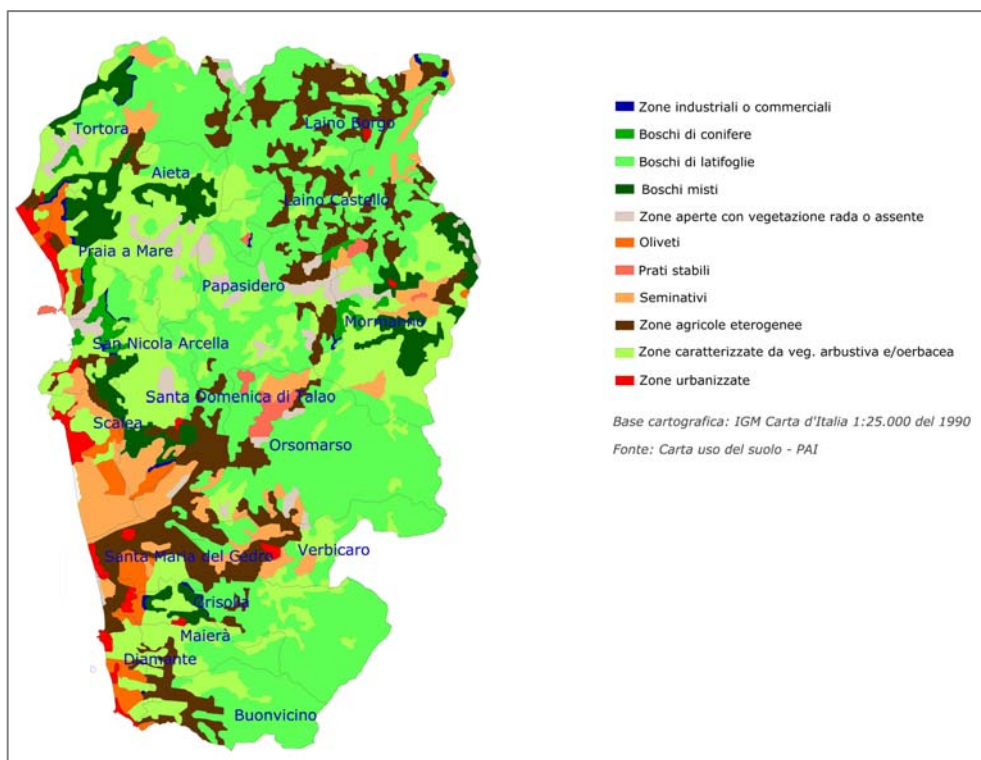 Tortora
Laino Borgo
Aieta
Laino Castello
Praia a Mare
Papasidero
Mormanno
San Nicola Arcella
Santa Domenica di Talao
Scalea
Orsomarso
Santa Maria del Cedro
Verbicaro
Grisolia
Maierà
Diamante
Buonvicino
Zone industriali o commerciali
Boschi di conifere
Boschi di latifoglie
Boschi misti
Zone aperte con vegetazione rada o assente
Oliveti
Prati stabili
Seminativi
Zone agricole eterogenee
Zone caratterizzate da veg. arbustiva e/oerbacea
Zone urbanizzate
Base cartografica: IGM Carta d'Italia 1:25.000 del 1990
Fonte: Carta uso del suolo - PAI